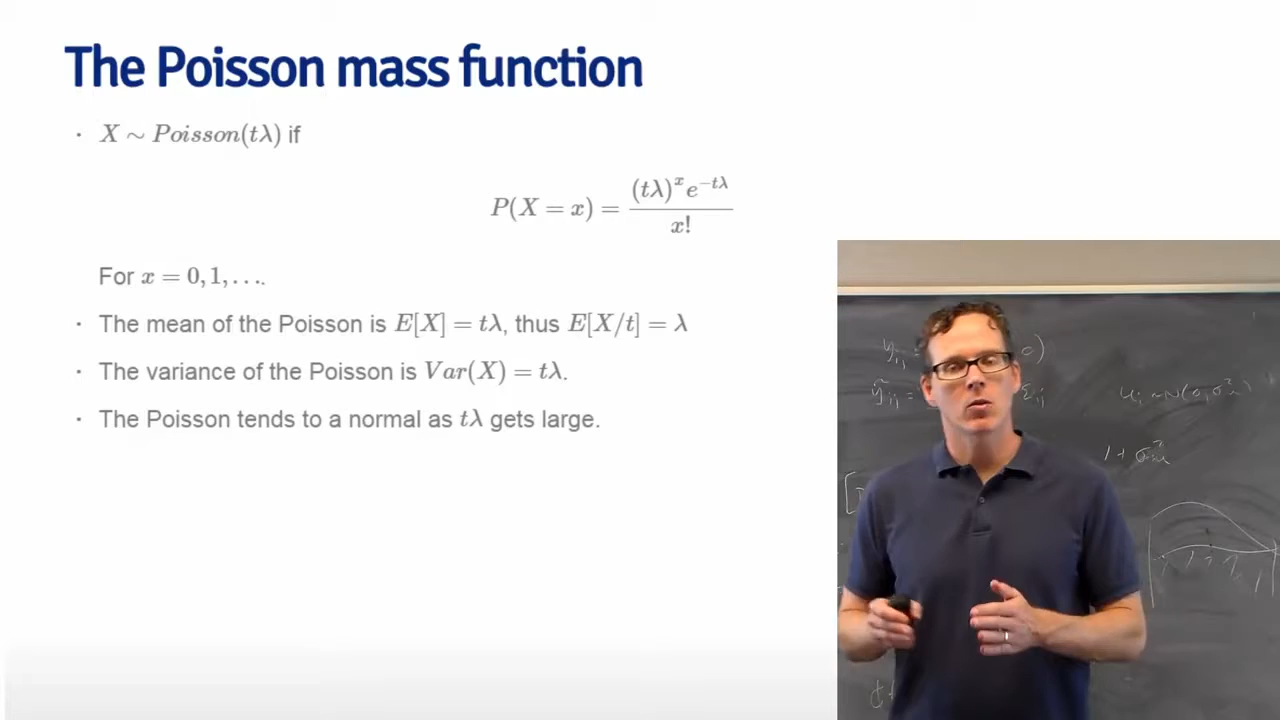 The Poisson mass function
· X ∼ Poisson(tλ) if
P(X = x) = (tλ)^x e^{−tλ} / x!
For x = 0, 1, ….
· The mean of the Poisson is E[X] = tλ, thus E[X/t] = λ
· The variance of the Poisson is Var(X) = tλ.
· The Poisson tends to a normal as tλ gets large.